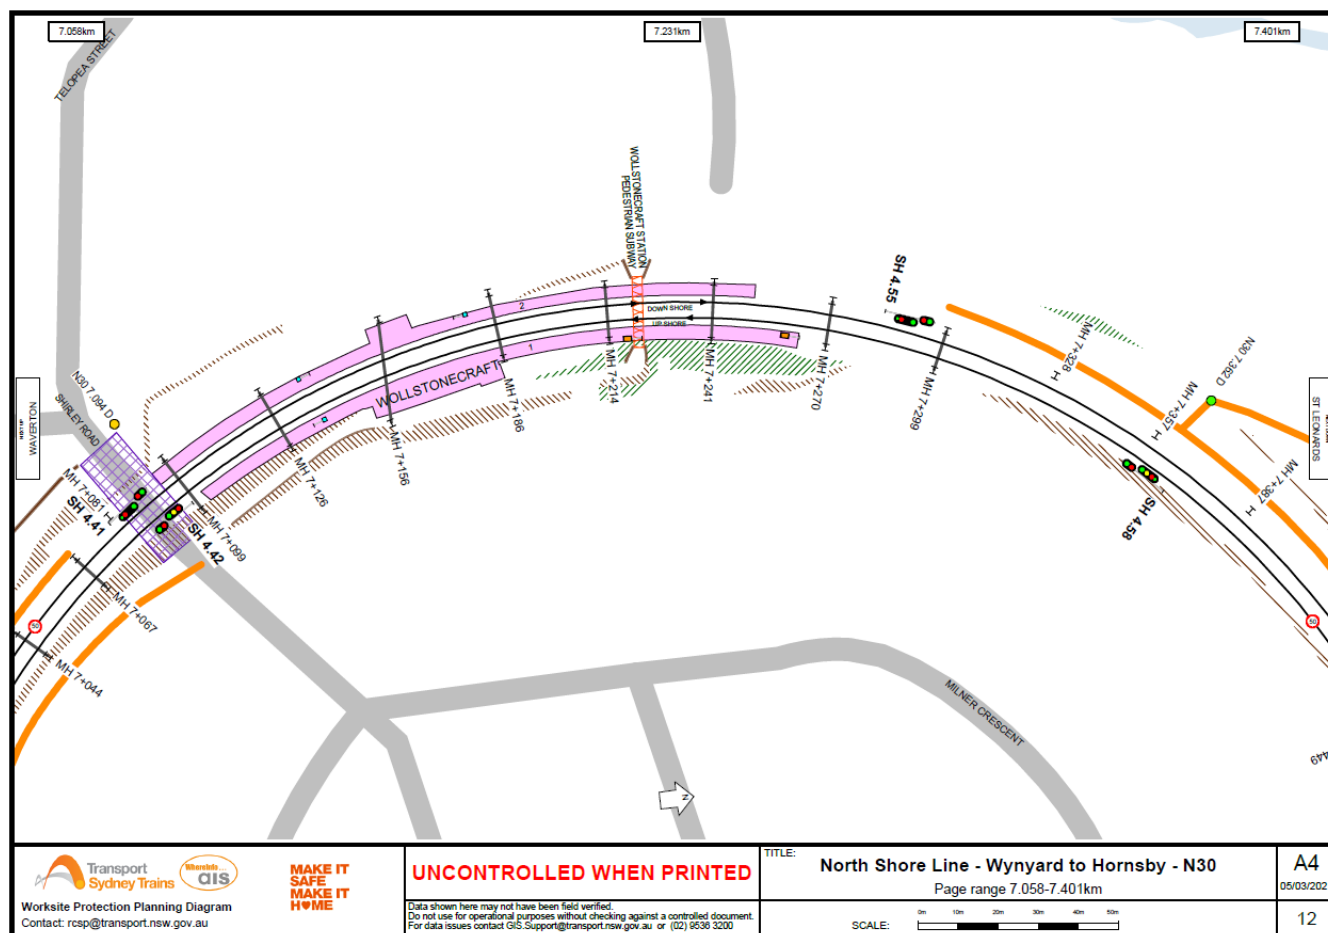 7.058km
7.231km
7.401km
TELOPEA STREET
WOLLSTONECRAFT STATION
PEDESTRIAN SUBWAY
SH 4.55
DOWN SHORE
UP SHORE
2
1
WOLLSTONECRAFT
MH 7+214
MH 7+241
MH 7+270
MH 7+299
MH 7+328
MH 7+357
MH 7+387
N30 7.362 D
ST LEONARDS
WAVERTON
N30 7.094 D
SHIRLEY ROAD
MH 7+081
SH 4.41
SH 4.42
MH 7+099
MH 7+126
MH 7+156
MH 7+186
MH 7+067
MH 7+044
50
50
SH 4.58
MILNER CRESCENT
N
Transport
Sydney Trains
GIS
Worksite Protection Planning Diagram
Contact: rcsp@transport.nsw.gov.au
MAKE IT
SAFE
MAKE IT
H♥ME
UNCONTROLLED WHEN PRINTED
Data shown here may not have been field verified.
Do not use for operational purposes without checking against a controlled document.
For data issues contact GIS.Support@transport.nsw.gov.au or (02) 9536 3200
TITLE:
North Shore Line - Wynyard to Hornsby - N30
Page range 7.058-7.401km
SCALE:
0m 10m 20m 30m 40m 50m
A4
05/03/202
12